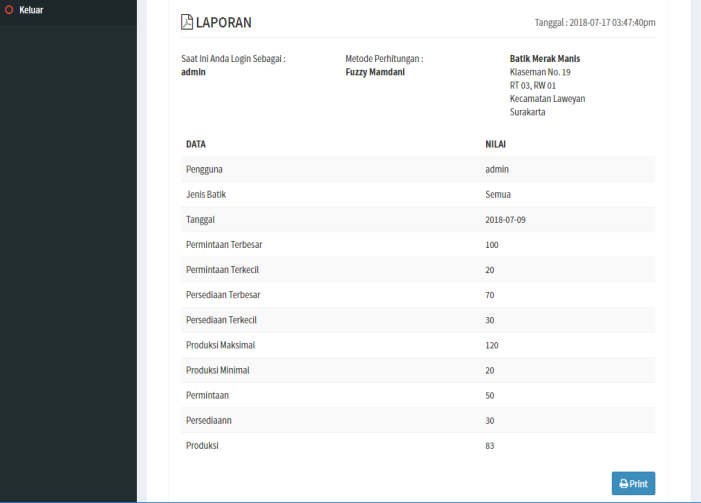 Keluar
LAPORAN
Tanggal : 2018-07-17 03:47:40pm
Saat Ini Anda Login Sebagai :
admin
Metode Perhitungan :
Fuzzy Mamdani
Batik Merak Manis
Klaseman No. 19
RT 03, RW 01
Kecamatan Laweyan
Surakarta
DATA NILAI
Pengguna admin
Jenis Batik Semua
Tanggal 2018-07-09
Permintaan Terbesar 100
Permintaan Terkecil 20
Persediaan Terbesar 70
Persediaan Terkecil 30
Produksi Maksimal 120
Produksi Minimal 20
Permintaan 50
Persediaann 30
Produksi 83
Print